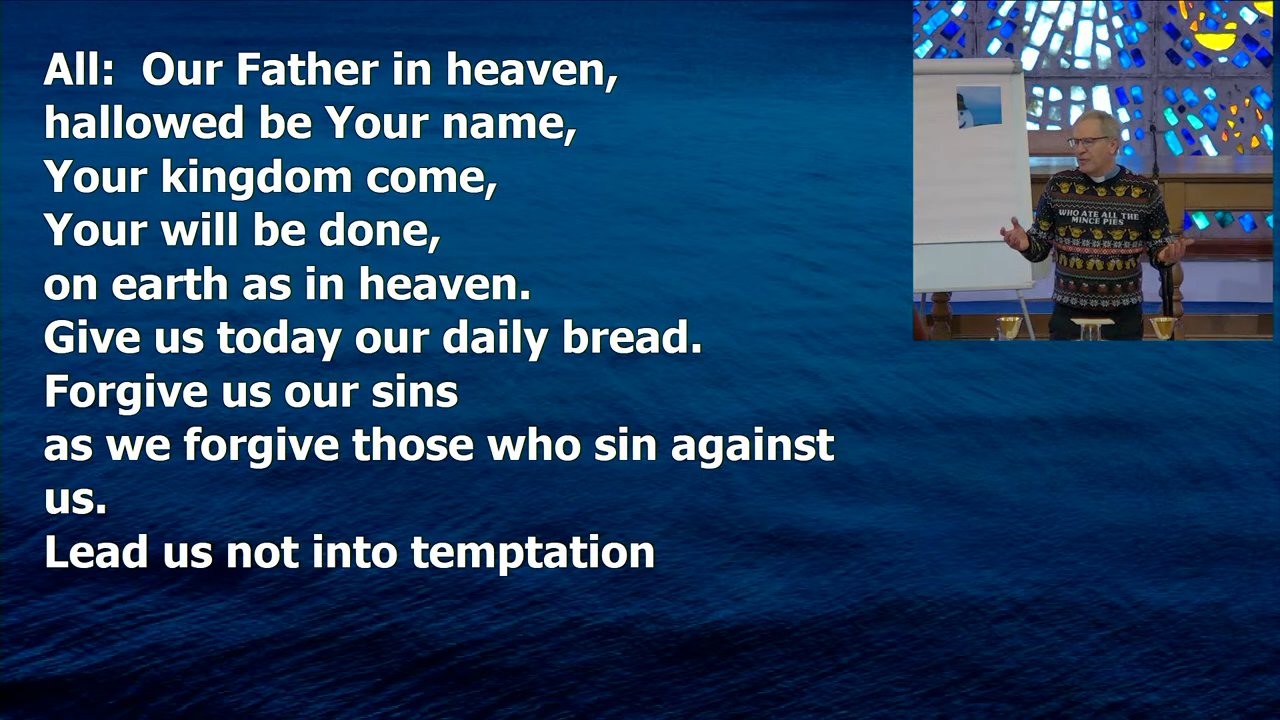 All:  Our Father in heaven,
hallowed be Your name,
Your kingdom come,
Your will be done,
on earth as in heaven.
Give us today our daily bread.
Forgive us our sins
as we forgive those who sin against
us.
Lead us not into temptation
WHO ATE ALL THE
MINCE PIES